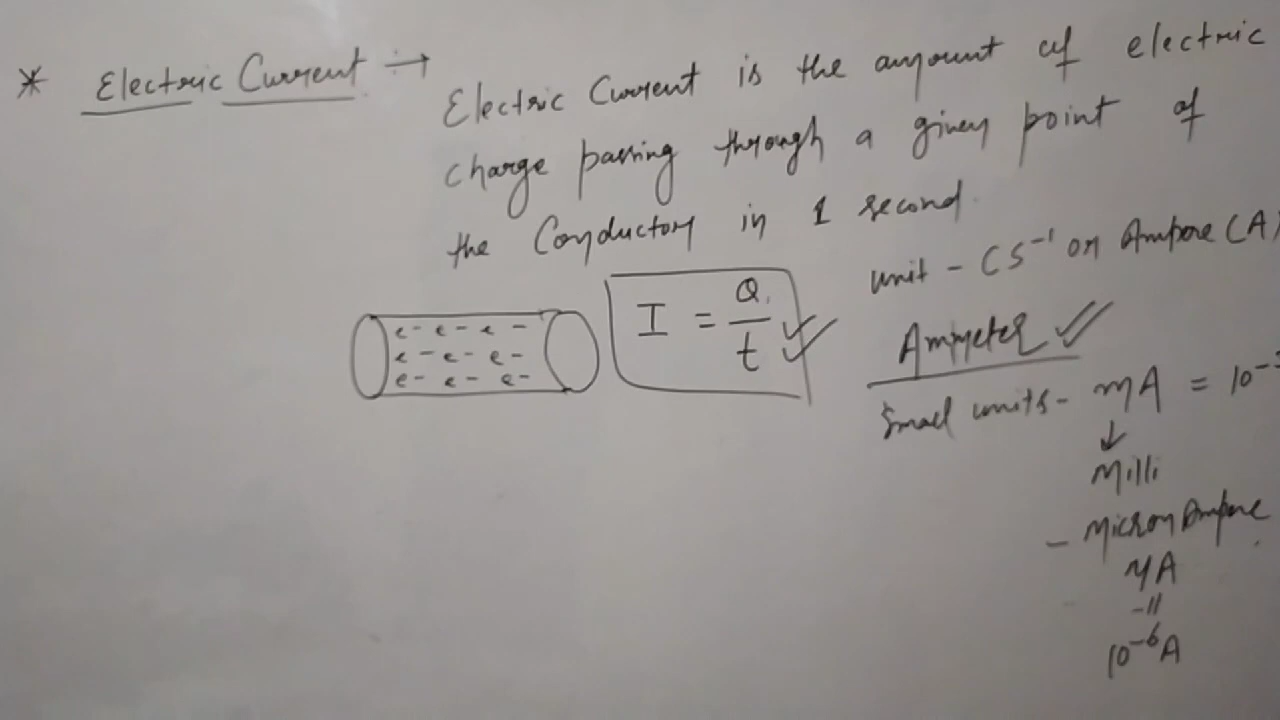 * Electric Current →
Electric Current is the amount of electric
charge passing through a given point of
the Conductor in 1 second.
unit - CS⁻¹ or Ampere (A)
I = Q/t
e- e- e -
e- e- e-
e- e- e-
Ammeter
Small units - mA = 10⁻
↓
Milli
- Micron Ampere
μA
=
10⁻⁶A